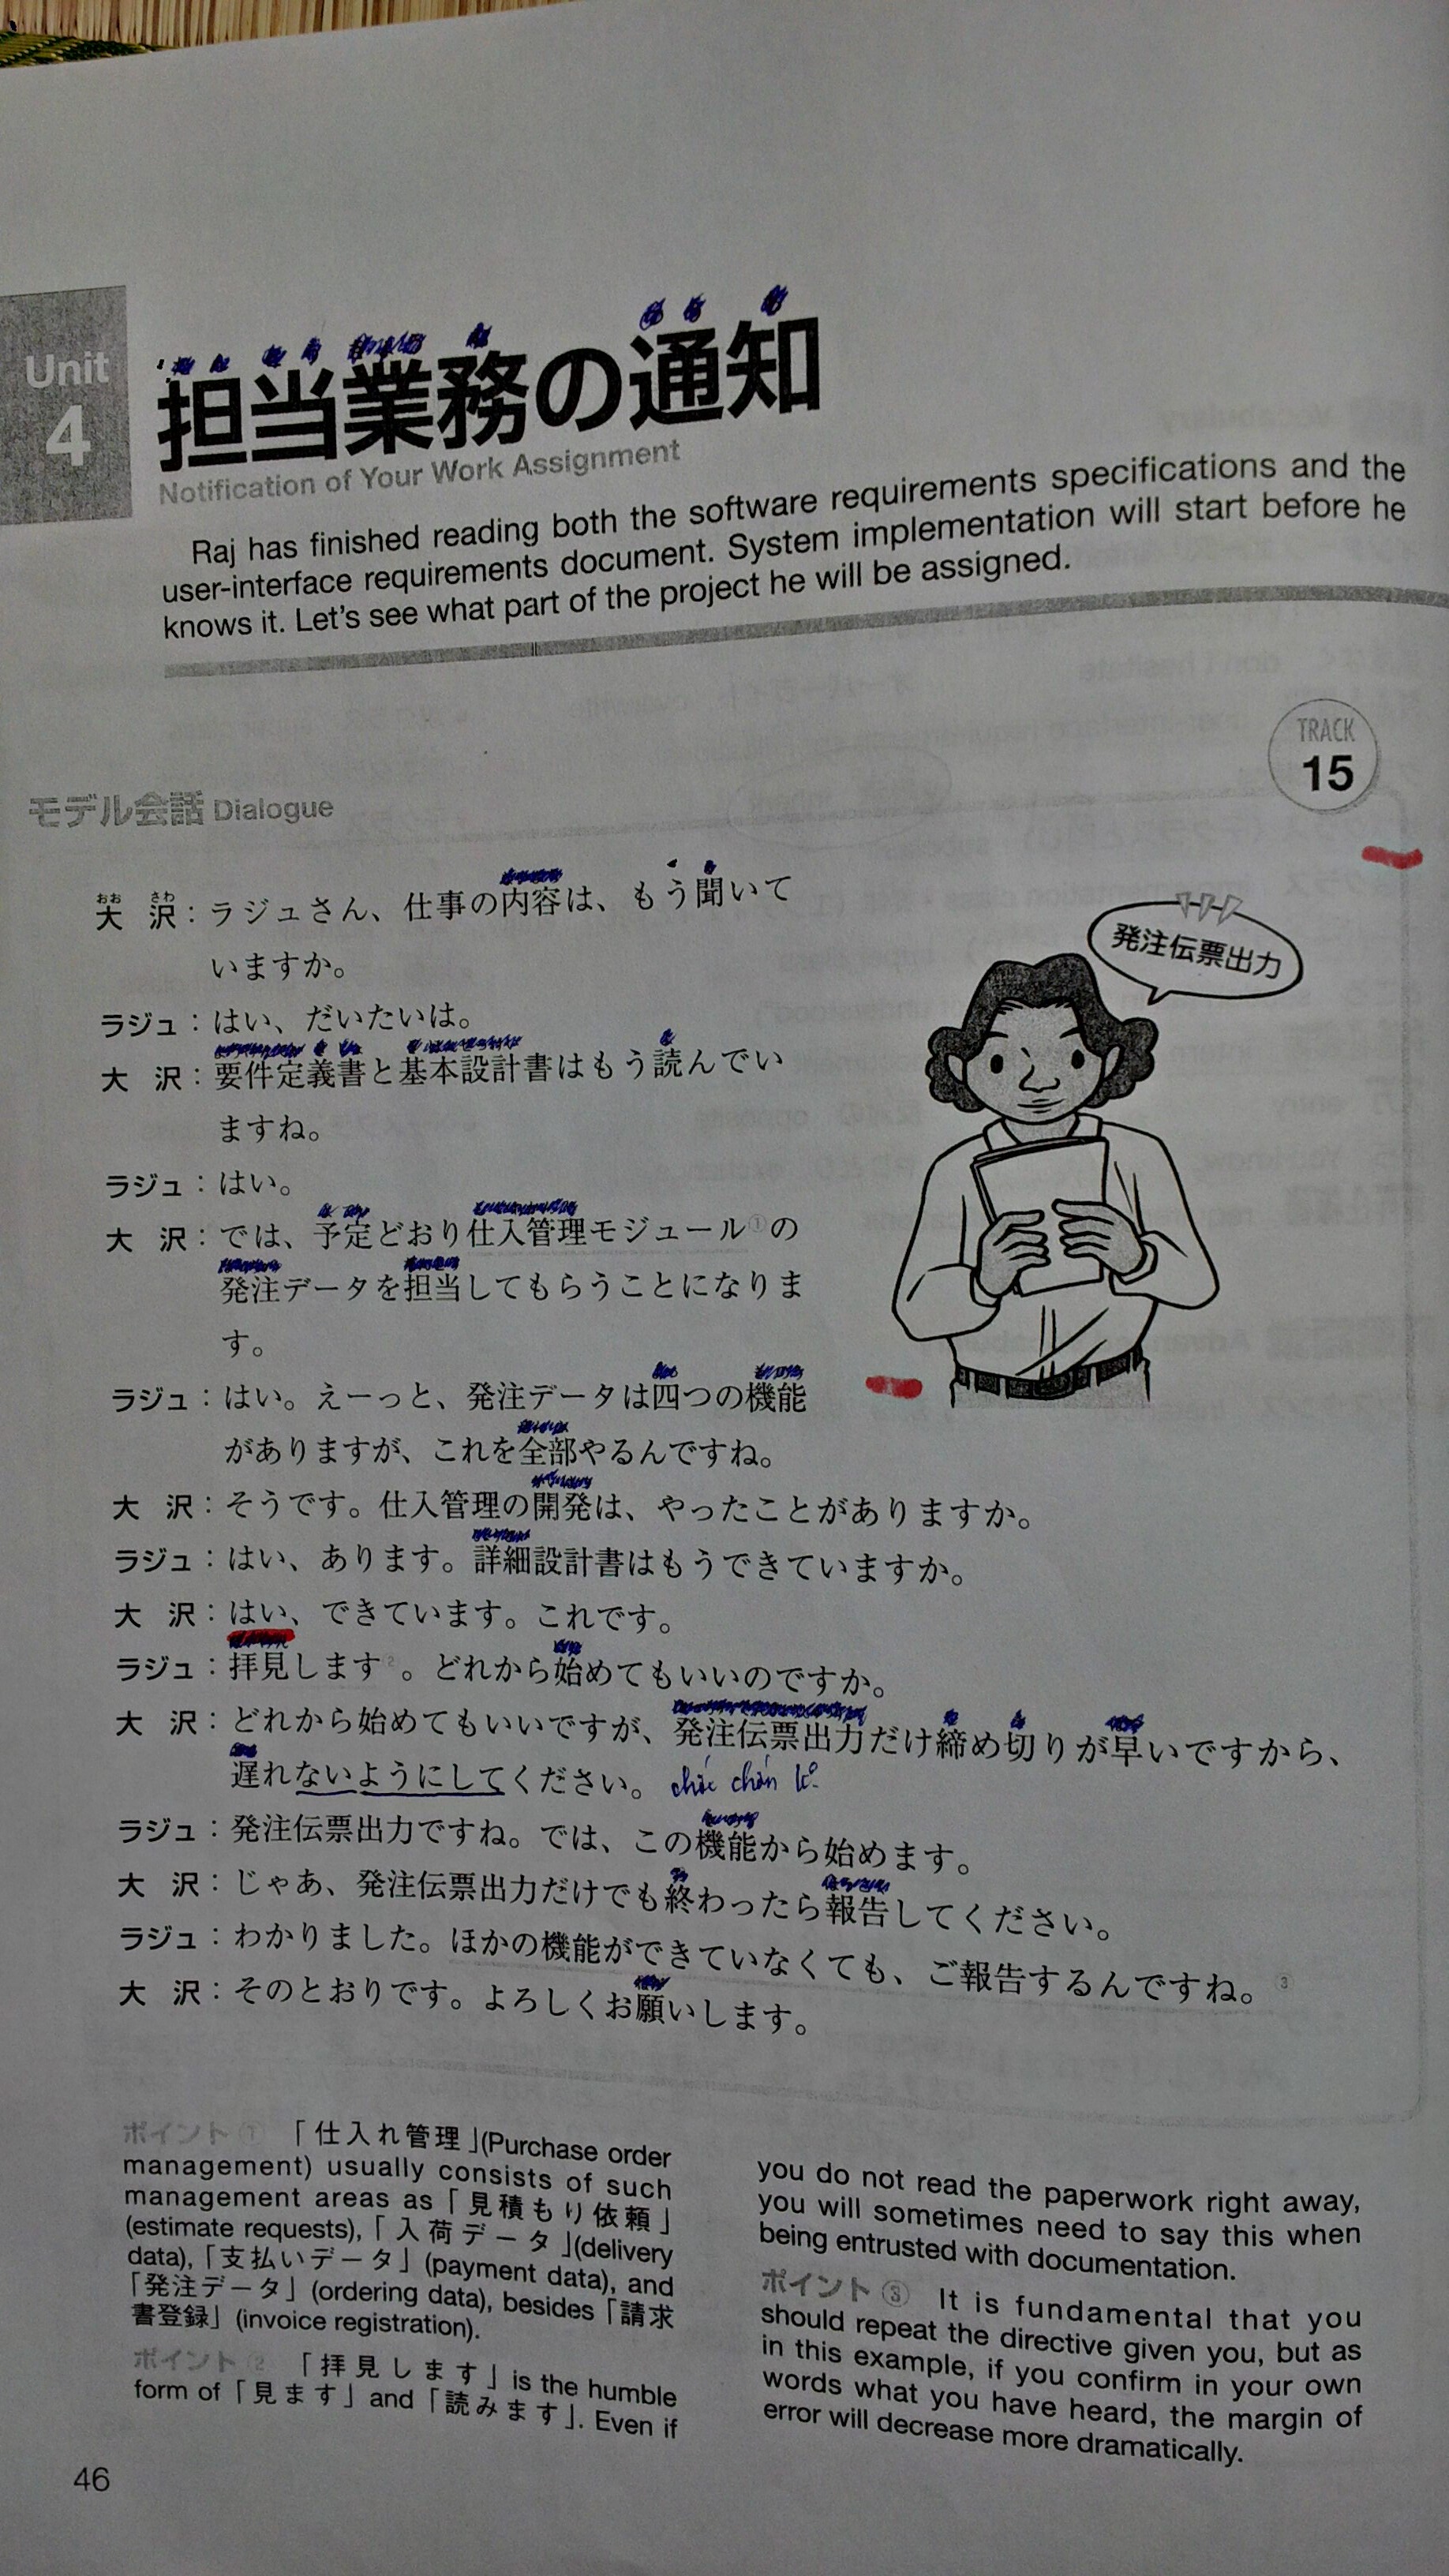 Unit
4
担当業務の通知
Notification of Your Work Assignment
Raj has finished reading both the software requirements specifications and the
user-interface requirements document. System implementation will start before he
knows it. Let's see what part of the project he will be assigned.
モデル会話 Dialogue
TRACK
15
おお さわ
大 沢：ラジュさん、仕事の内容は、もう聞いて
いますか。
ラジュ：はい、だいたいは。
大 沢：要件定義書と基本設計書はもう読んでい
ますね。
ラジュ：はい。
大 沢：では、予定どおり仕入管理モジュール①の
発注データを担当してもらうことになりま
す。
発注伝票出力
ラジュ：はい。えーっと、発注データは四つの機能
がありますが、これを全部やるんですね。
大 沢：そうです。仕入管理の開発は、やったことがありますか。
ラジュ：はい、あります。詳細設計書はもうできていますか。
大 沢：はい、できています。これです。
ラジュ：拝見します②。どれから始めてもいいのですか。
大 沢：どれから始めてもいいですが、発注伝票出力だけ締め切りが早いですから、
遅れないようにしてください。
chắc chắn là
ラジュ：発注伝票出力ですね。では、この機能から始めます。
大 沢：じゃあ、発注伝票出力だけでも終わったら報告してください。
ラジュ：わかりました。ほかの機能ができていなくても、ご報告するんですね。③
大 沢：そのとおりです。よろしくお願いします。
ポイント① 「仕入れ管理」(Purchase order
management) usually consists of such
management areas as「見積もり依頼」
(estimate requests),「入荷データ」(delivery
data),「支払いデータ」(payment data), and
「発注データ」(ordering data), besides「請求
書登録」(invoice registration).
ポイント② 「拝見します」is the humble
form of「見ます」and「読みます」. Even if
you do not read the paperwork right away,
you will sometimes need to say this when
being entrusted with documentation.
ポイント③ It is fundamental that you
should repeat the directive given you, but as
in this example, if you confirm in your own
words what you have heard, the margin of
error will decrease more dramatically.
46